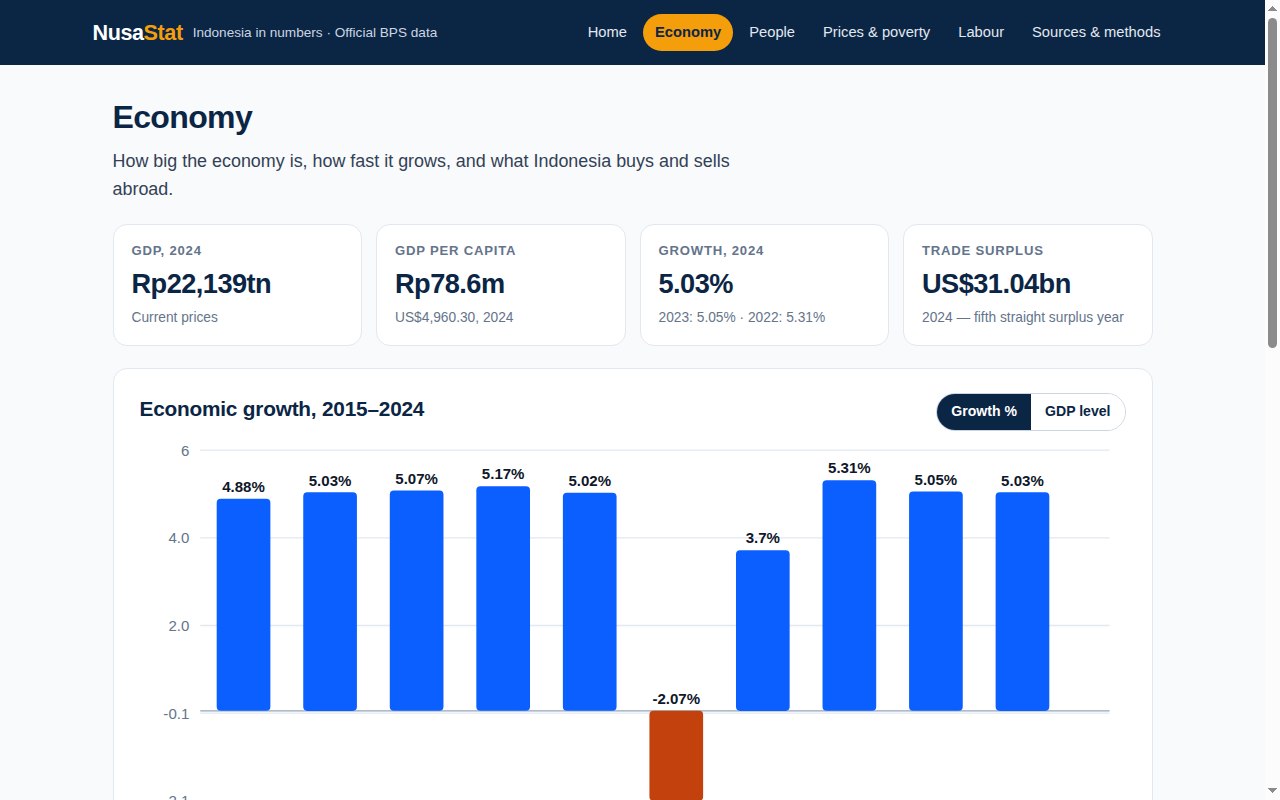 NusaStat Indonesia in numbers · Official BPS data Home Economy People Prices & poverty Labour Sources & methods
Economy
How big the economy is, how fast it grows, and what Indonesia buys and sells
abroad.
GDP, 2024
Rp22,139tn
Current prices
GDP PER CAPITA
Rp78.6m
US$4,960.30, 2024
GROWTH, 2024
5.03%
2023: 5.05% · 2022: 5.31%
TRADE SURPLUS
US$31.04bn
2024 — fifth straight surplus year
Economic growth, 2015–2024
Growth % GDP level
6
4.0
2.0
-0.1
4.88%
5.03%
5.07%
5.17%
5.02%
-2.07%
3.7%
5.31%
5.05%
5.03%